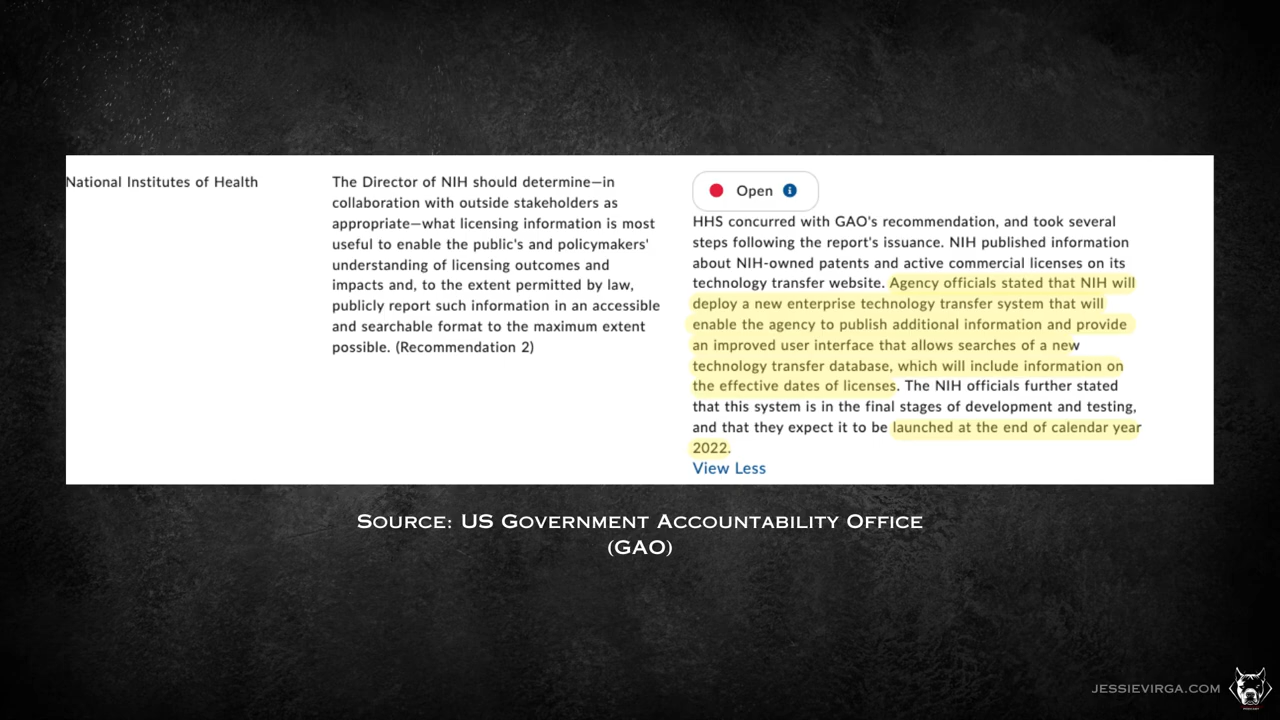 National Institutes of Health
The Director of NIH should determine—in
collaboration with outside stakeholders as
appropriate—what licensing information is most
useful to enable the public's and policymakers'
understanding of licensing outcomes and
impacts and, to the extent permitted by law,
publicly report such information in an accessible
and searchable format to the maximum extent
possible. (Recommendation 2)
Open
HHS concurred with GAO's recommendation, and took several
steps following the report's issuance. NIH published information
about NIH-owned patents and active commercial licenses on its
technology transfer website. Agency officials stated that NIH will
deploy a new enterprise technology transfer system that will
enable the agency to publish additional information and provide
an improved user interface that allows searches of a new
technology transfer database, which will include information on
the effective dates of licenses. The NIH officials further stated
that this system is in the final stages of development and testing,
and that they expect it to be launched at the end of calendar year
2022.
View Less
Source: US Government Accountability Office
(GAO)
JESSIEVIRGA.COM